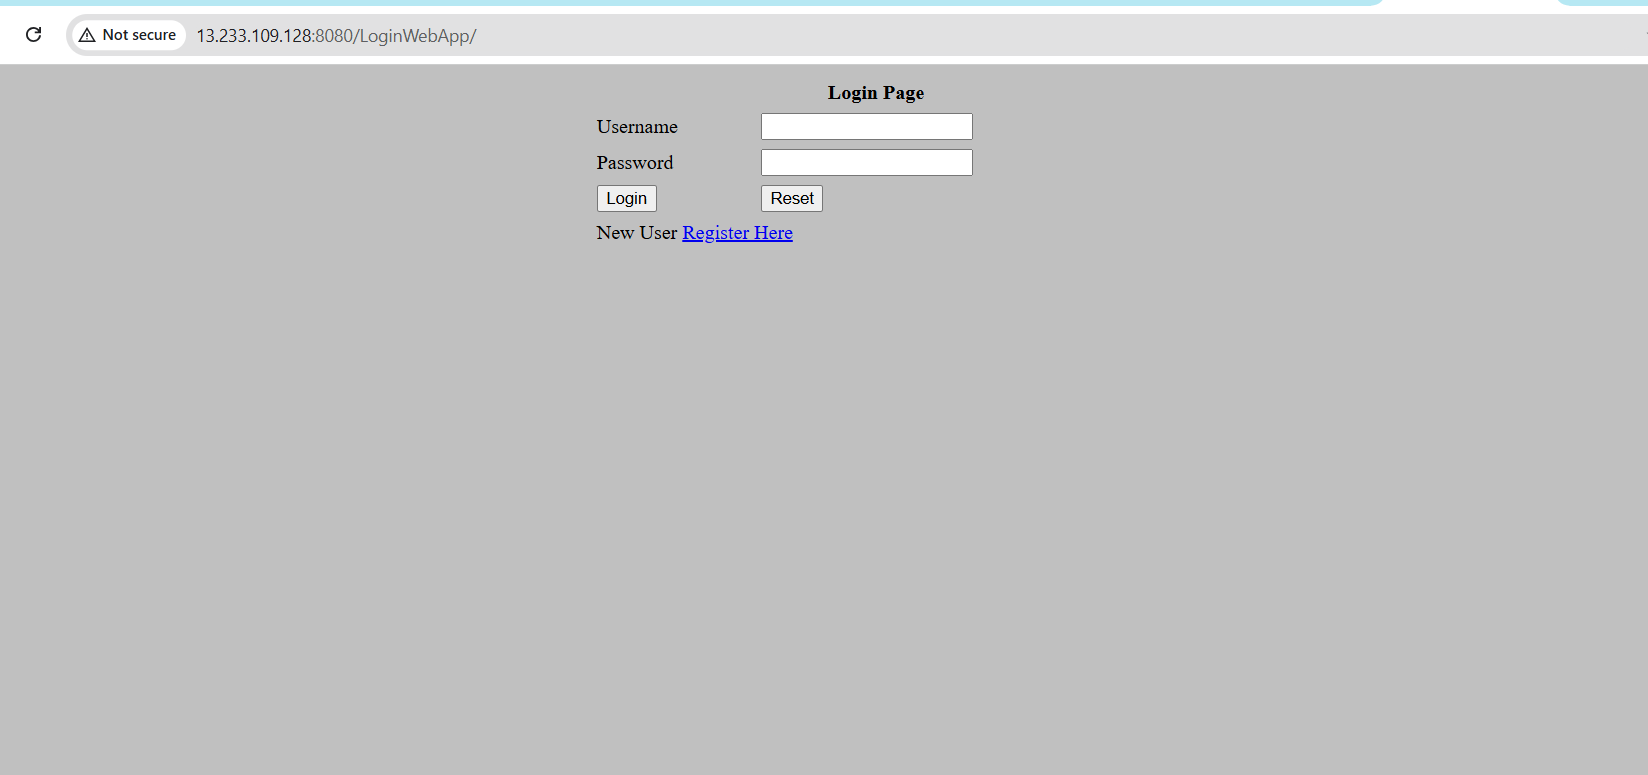 Not secure 13.233.109.128:8080/LoginWebApp/
Login Page
Username
Password
Login Reset
New User Register Here